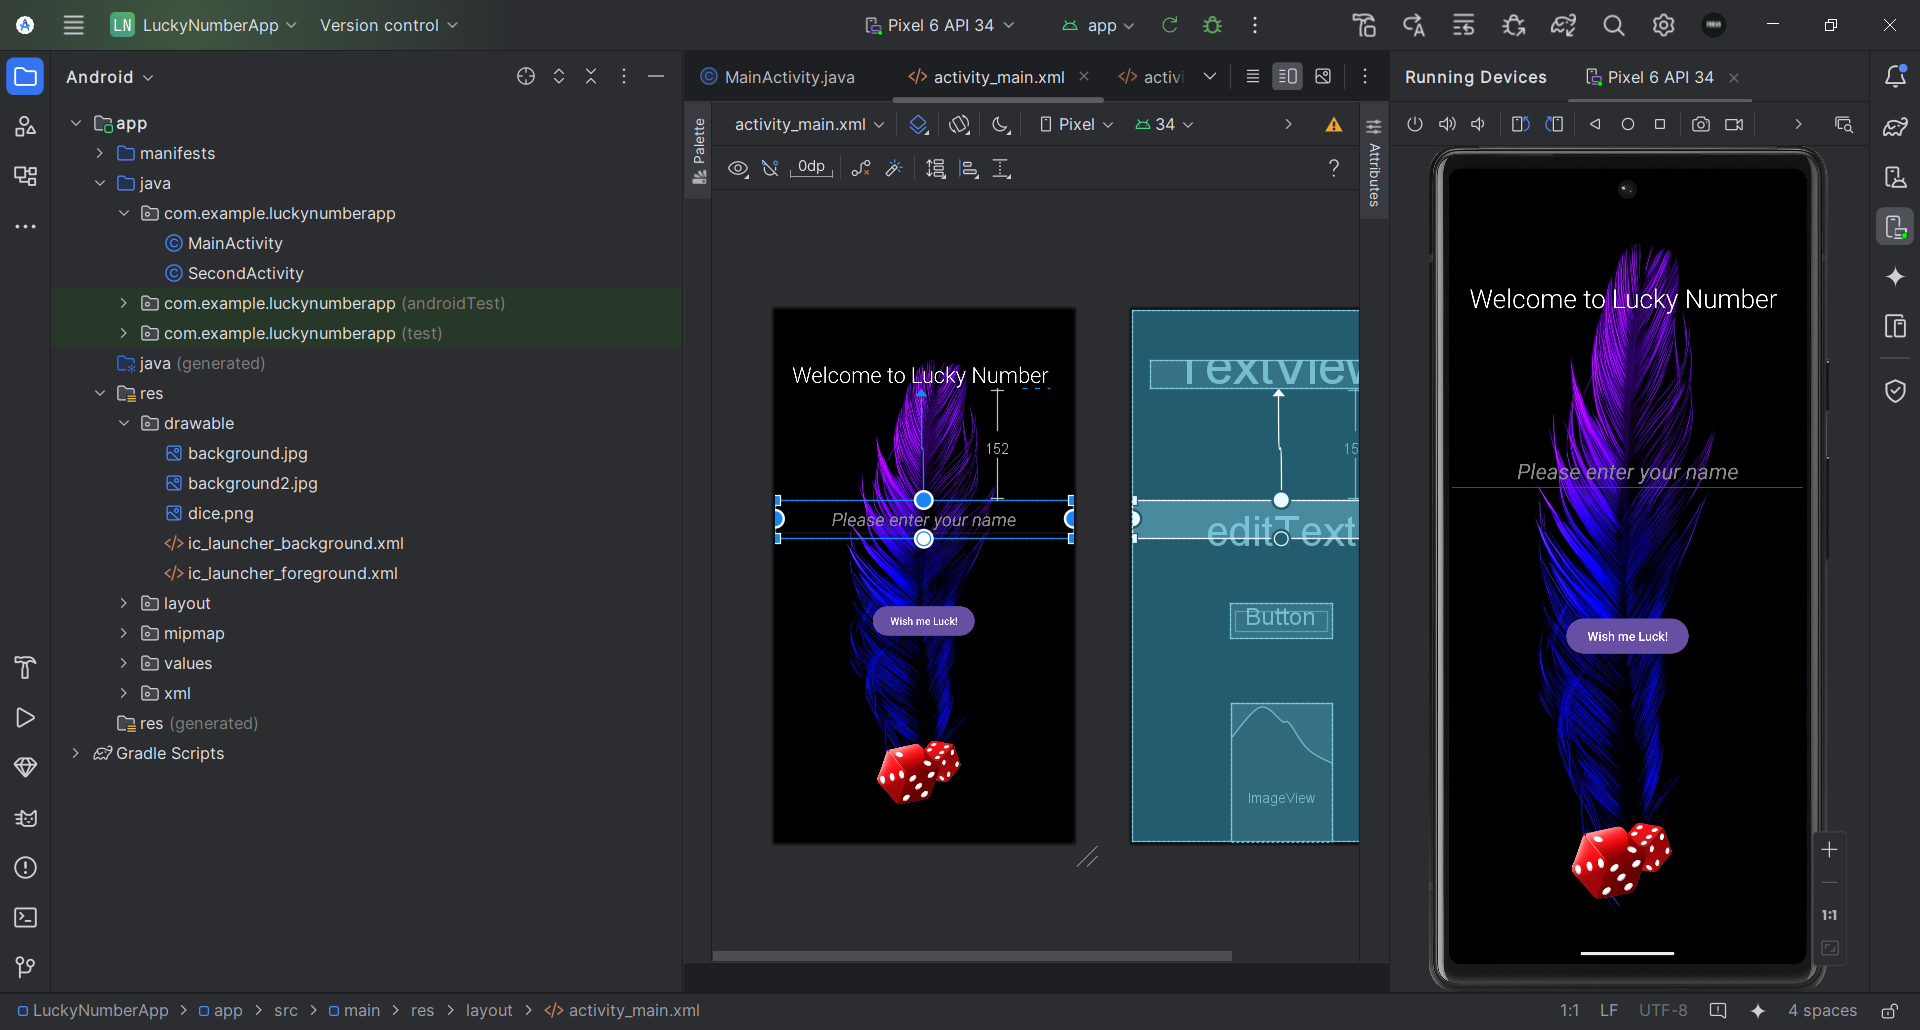 LN LuckyNumberApp Version control Pixel 6 API 34 app
Android
app
manifests
java
com.example.luckynumberapp
MainActivity
SecondActivity
com.example.luckynumberapp (androidTest)
com.example.luckynumberapp (test)
java (generated)
res
drawable
background.jpg
background2.jpg
dice.png
ic_launcher_background.xml
ic_launcher_foreground.xml
layout
mipmap
values
xml
res (generated)
Gradle Scripts
MainActivity.java activity_main.xml activi
Palette
activity_main.xml Pixel 34
0dp ?
Attributes
Welcome to Lucky Number
152
Please enter your name
Wish me Luck!
TextView
15
editText
Button
ImageView
Running Devices Pixel 6 API 34
Welcome to Lucky Number
Please enter your name
Wish me Luck!
1:1
LuckyNumberApp > app > src > main > res > layout > activity_main.xml
1:1 LF UTF-8 4 spaces